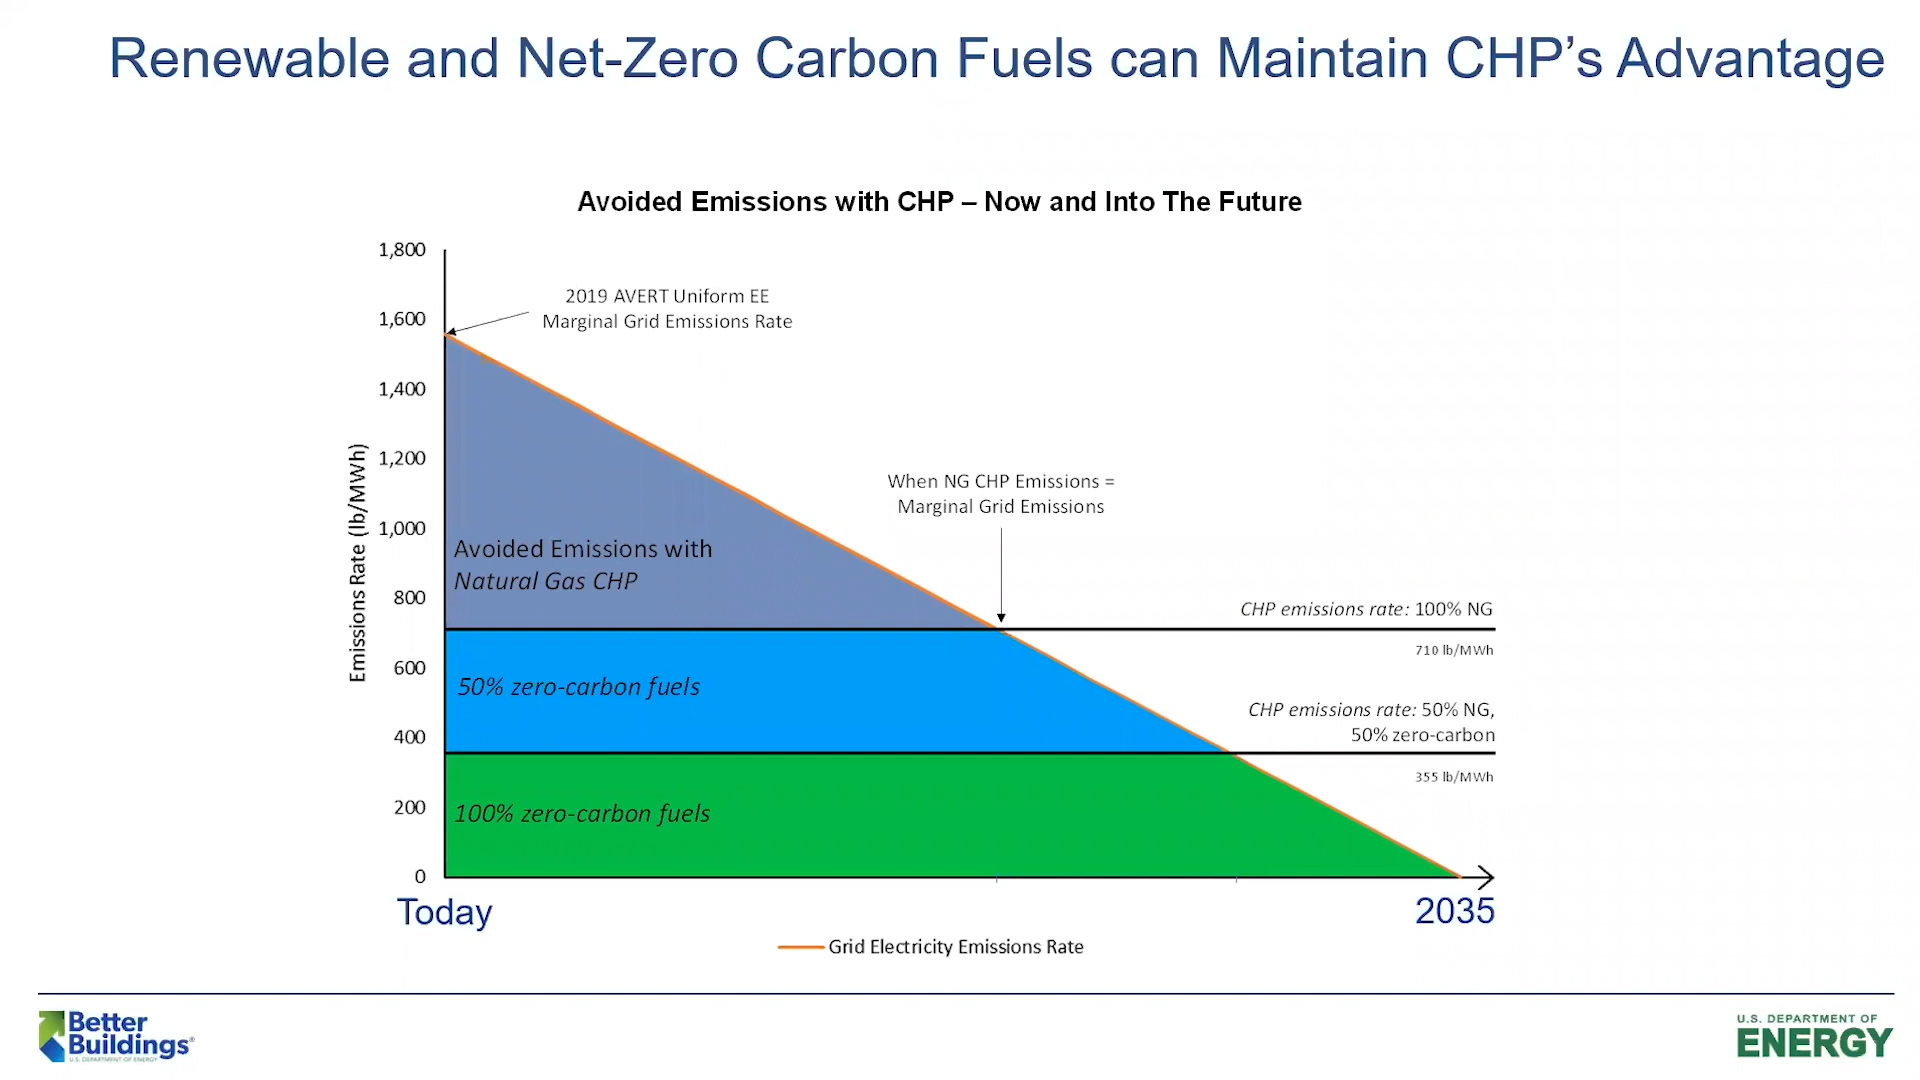 Renewable and Net-Zero Carbon Fuels can Maintain CHP’s Advantage
Avoided Emissions with CHP – Now and Into The Future
1,800
1,600
1,400
1,200
1,000
800
600
400
200
0
Emissions Rate (lb/MWh)
2019 AVERT Uniform EE
Marginal Grid Emissions Rate
When NG CHP Emissions =
Marginal Grid Emissions
Avoided Emissions with
Natural Gas CHP
CHP emissions rate: 100% NG
710 lb/MWh
50% zero-carbon fuels
CHP emissions rate: 50% NG,
50% zero-carbon
355 lb/MWh
100% zero-carbon fuels
Today
2035
Grid Electricity Emissions Rate
Better
Buildings®
U.S. DEPARTMENT OF ENERGY
U.S. DEPARTMENT OF
ENERGY